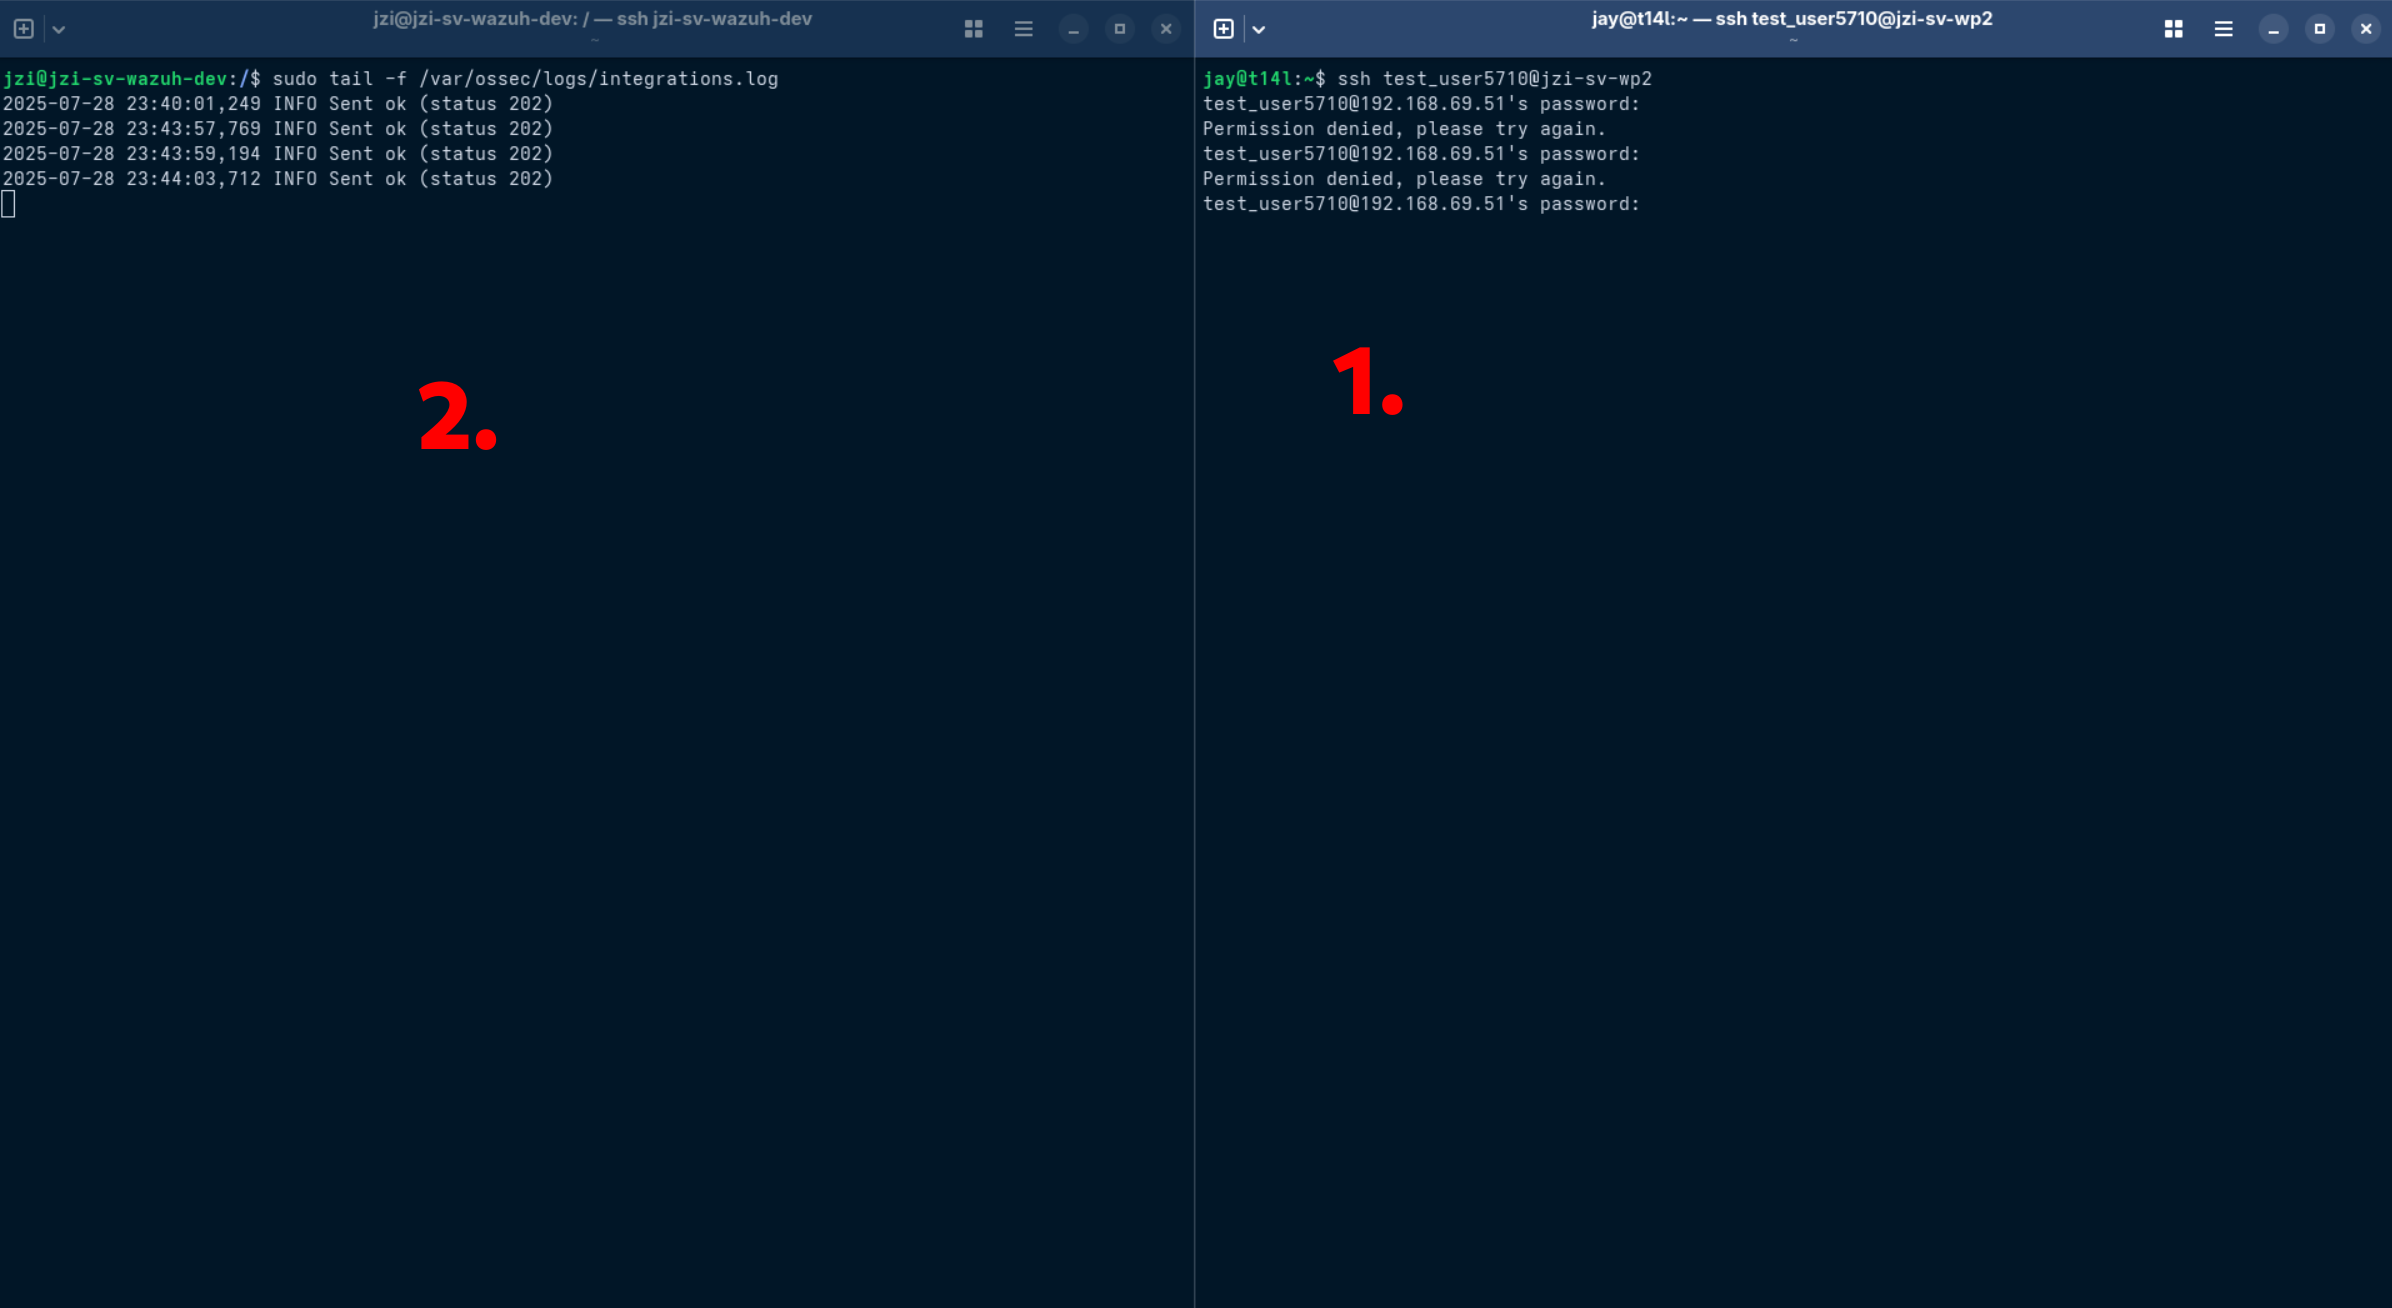 jzi@jzi-sv-wazuh-dev: / — ssh jzi-sv-wazuh-dev
~
jzi@jzi-sv-wazuh-dev:/$ sudo tail -f /var/ossec/logs/integrations.log
2025-07-28 23:40:01,249 INFO Sent ok (status 202)
2025-07-28 23:43:57,769 INFO Sent ok (status 202)
2025-07-28 23:43:59,194 INFO Sent ok (status 202)
2025-07-28 23:44:03,712 INFO Sent ok (status 202)
2.
jay@t14l:~ — ssh test_user5710@jzi-sv-wp2
~
jay@t14l:~$ ssh test_user5710@jzi-sv-wp2
test_user5710@192.168.69.51's password:
Permission denied, please try again.
test_user5710@192.168.69.51's password:
Permission denied, please try again.
test_user5710@192.168.69.51's password:
1.